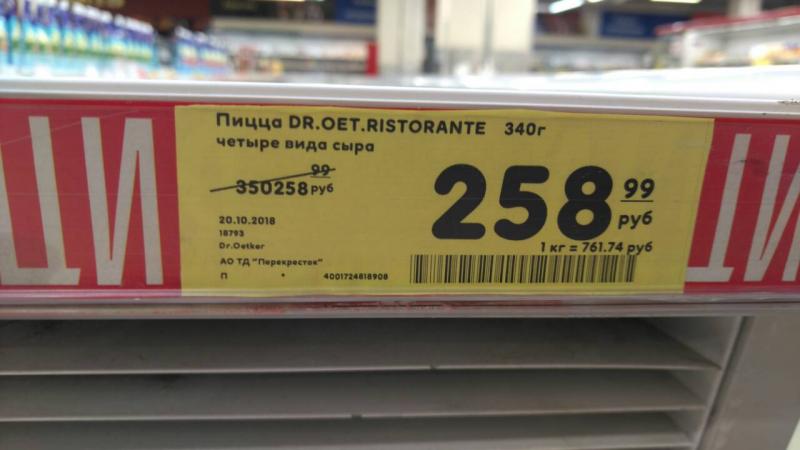 Пицца DR.OET.RISTORANTE 340г
четыре вида сыра
350258 99 руб
258 99 руб
1 кг = 761.74 руб
20.10.2018
18793
Dr.Oetker
АО ТД "Перекресток"
П • 4001724818908